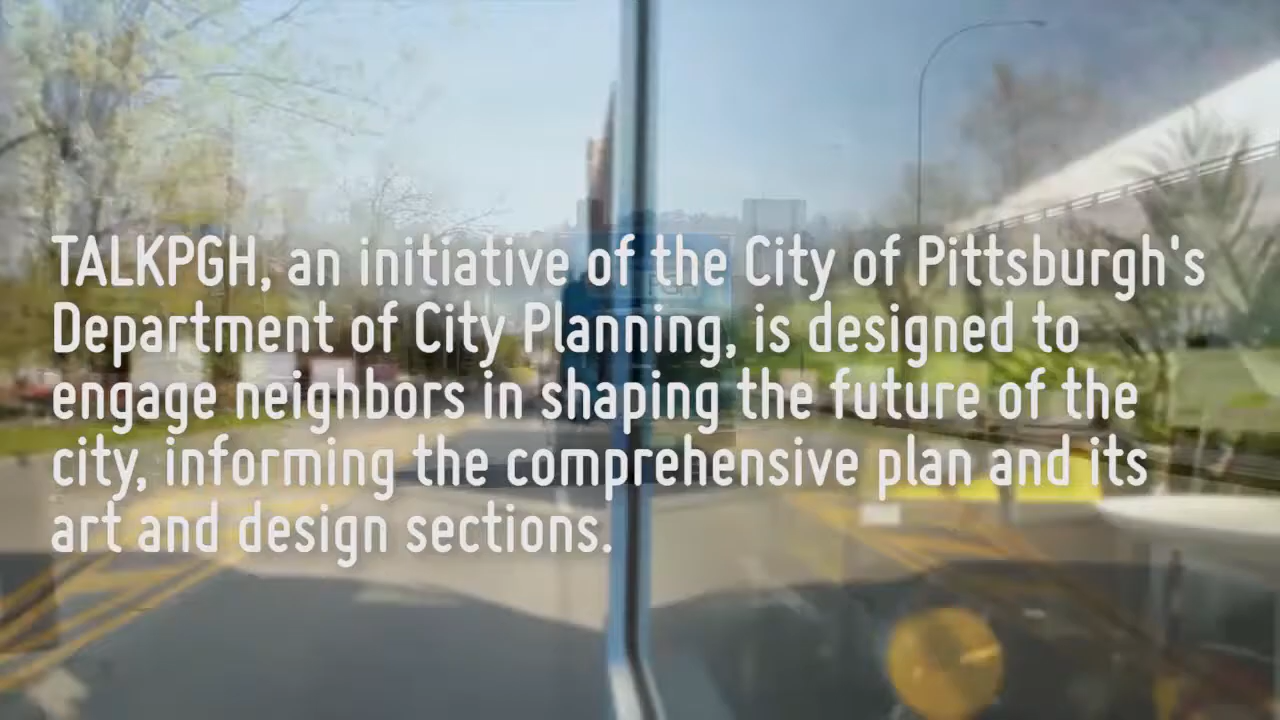 TALKPGH, an initiative of the City of Pittsburgh's
Department of City Planning, is designed to
engage neighbors in shaping the future of the
city, informing the comprehensive plan and its
art and design sections.